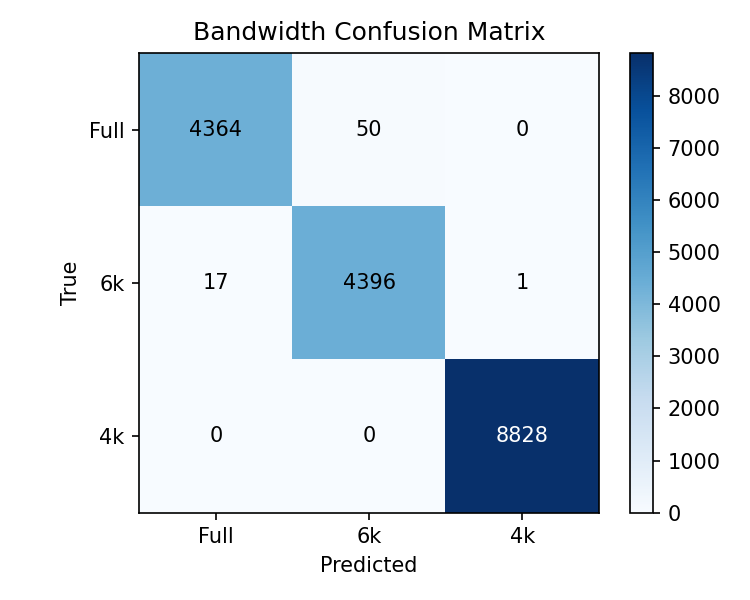 Bandwidth Confusion Matrix
Full 4364 50 0
6k 17 4396 1
4k 0 0 8828
Full 6k 4k
Predicted
True
8000
7000
6000
5000
4000
3000
2000
1000
0